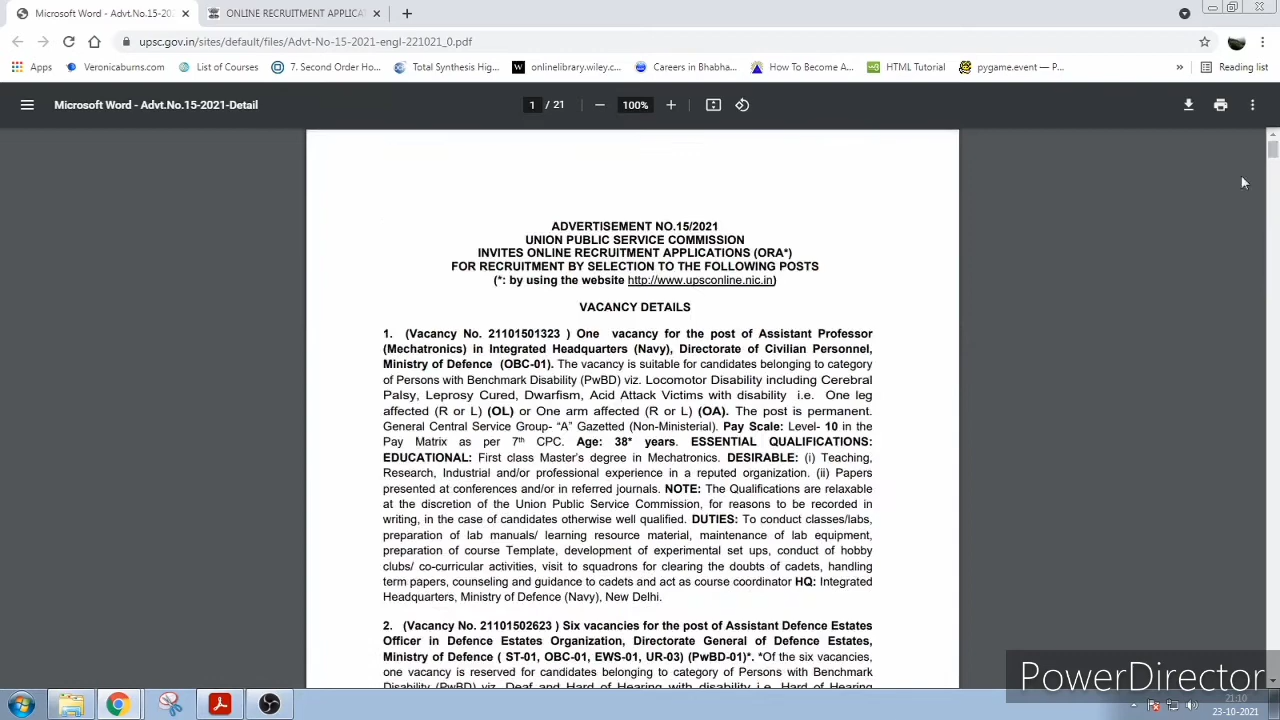 Microsoft Word - Advt.No.15-202
ONLINE RECRUITMENT APPLICA
upsc.gov.in/sites/default/files/Advt-No-15-2021-engl-221021_0.pdf
Apps Veronicaburns.com List of Courses 7. Second Order Ho... Total Synthesis Hig... onlinelibrary.wiley.c... Careers in Bhabha... How To Become A... HTML Tutorial pygame.event — P... » Reading list
Microsoft Word - Advt.No.15-2021-Detail 1 / 21 100%
ADVERTISEMENT NO.15/2021
UNION PUBLIC SERVICE COMMISSION
INVITES ONLINE RECRUITMENT APPLICATIONS (ORA*)
FOR RECRUITMENT BY SELECTION TO THE FOLLOWING POSTS
(*: by using the website http://www.upsconline.nic.in)
VACANCY DETAILS
1. (Vacancy No. 21101501323 ) One vacancy for the post of Assistant Professor
(Mechatronics) in Integrated Headquarters (Navy), Directorate of Civilian Personnel,
Ministry of Defence (OBC-01). The vacancy is suitable for candidates belonging to category
of Persons with Benchmark Disability (PwBD) viz. Locomotor Disability including Cerebral
Palsy, Leprosy Cured, Dwarfism, Acid Attack Victims with disability i.e. One leg
affected (R or L) (OL) or One arm affected (R or L) (OA). The post is permanent.
General Central Service Group- “A” Gazetted (Non-Ministerial). Pay Scale: Level- 10 in the
Pay Matrix as per 7th CPC. Age: 38* years. ESSENTIAL QUALIFICATIONS:
EDUCATIONAL: First class Master's degree in Mechatronics. DESIRABLE: (i) Teaching,
Research, Industrial and/or professional experience in a reputed organization. (ii) Papers
presented at conferences and/or in referred journals. NOTE: The Qualifications are relaxable
at the discretion of the Union Public Service Commission, for reasons to be recorded in
writing, in the case of candidates otherwise well qualified. DUTIES: To conduct classes/labs,
preparation of lab manuals/ learning resource material, maintenance of lab equipment,
preparation of course Template, development of experimental set ups, conduct of hobby
clubs/ co-curricular activities, visit to squadrons for clearing the doubts of cadets, handling
term papers, counseling and guidance to cadets and act as course coordinator HQ: Integrated
Headquarters, Ministry of Defence (Navy), New Delhi.
2. (Vacancy No. 21101502623 ) Six vacancies for the post of Assistant Defence Estates
Officer in Defence Estates Organization, Directorate General of Defence Estates,
Ministry of Defence ( ST-01, OBC-01, EWS-01, UR-03) (PwBD-01)*. *Of the six vacancies,
one vacancy is reserved for candidates belonging to category of Persons with Benchmark
Disability (PwBD) viz. Deaf and Hard of Hearing with disability i.e. Hard of Hearing
PowerDirector
21:10
23-10-2021